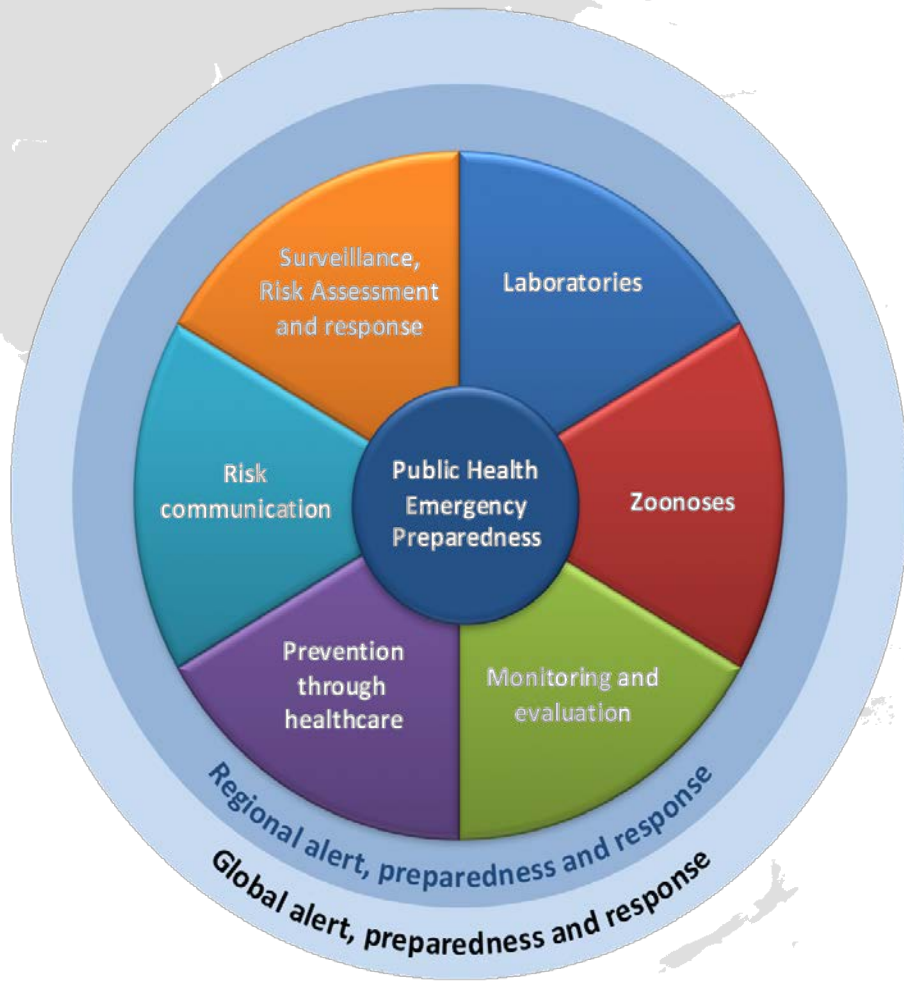 Surveillance,
Risk Assessment
and response
Laboratories
Risk
communication
Public Health
Emergency
Preparedness
Zoonoses
Prevention
through
healthcare
Monitoring and
evaluation
Regional alert, preparedness and response
Global alert, preparedness and response